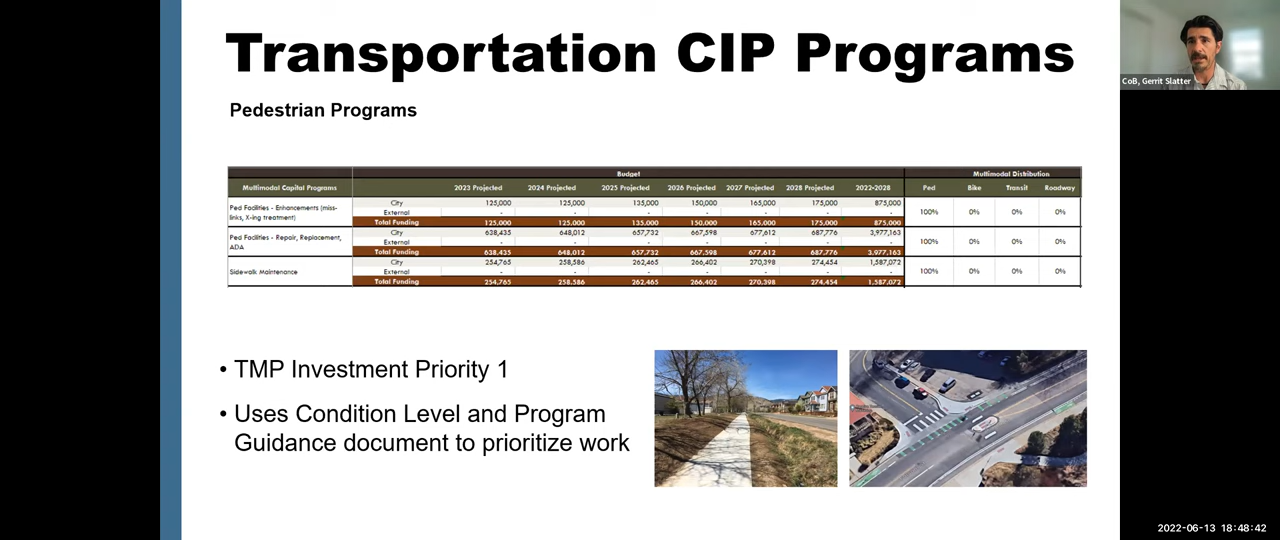 Transportation CIP Programs
CoB, Gerrit Slatter
Pedestrian Programs
Budget Multimodal Distribution
Multimodal Capital Programs 2023 Projected 2024 Projected 2025 Projected 2026 Projected 2027 Projected 2028 Projected 2022-2028 Ped Bike Transit Roadway
Ped Facilities - Enhancements (miss-links, X-ing treatment) City 125,000 125,000 135,000 150,000 165,000 175,000 875,000 100% 0% 0% 0%
External - - - - - - -
Total Funding 125,000 125,000 135,000 150,000 165,000 175,000 875,000
Ped Facilities - Repair, Replacement, ADA City 638,435 648,012 657,732 667,598 677,612 687,776 3,977,163 100% 0% 0% 0%
External - - - - - - -
Total Funding 638,435 648,012 657,732 667,598 677,612 687,776 3,977,163
Sidewalk Maintenance City 254,765 258,586 262,465 266,402 270,398 274,454 1,587,072 100% 0% 0% 0%
External - - - - - - -
Total Funding 254,765 258,586 262,465 266,402 270,398 274,454 1,587,072
• TMP Investment Priority 1
• Uses Condition Level and Program
Guidance document to prioritize work
2022-06-13 18:48:42